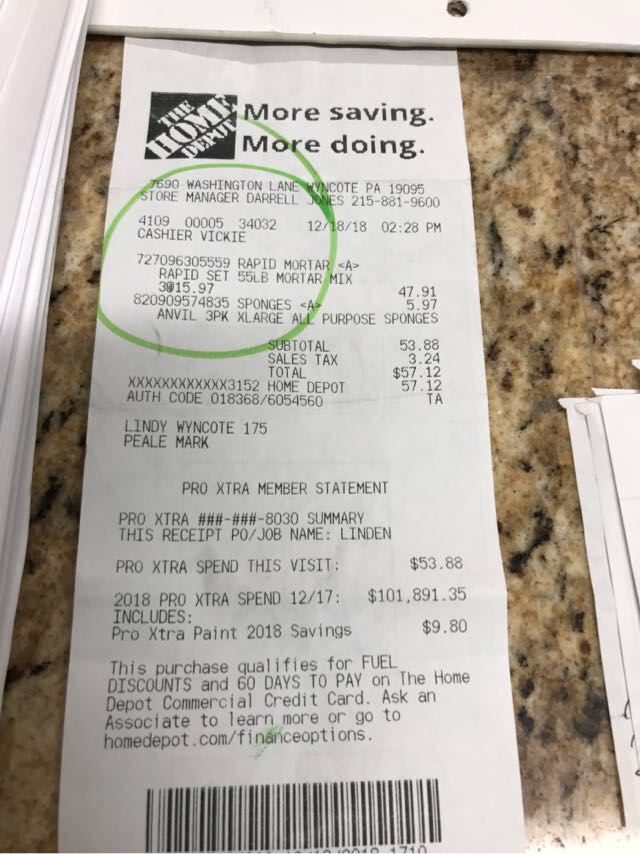 THE HOME DEPOT
More saving.
More doing.
7690 WASHINGTON LANE WYNCOTE PA 19095
STORE MANAGER DARRELL JONES 215-881-9600
4109 00005 34032 12/18/18 02:28 PM
CASHIER VICKIE
727096305559 RAPID MORTAR <A>
RAPID SET 55LB MORTAR MIX
3@15.97 47.91
820909574835 SPONGES <A> 5.97
ANVIL 3PK XLARGE ALL PURPOSE SPONGES
SUBTOTAL 53.88
SALES TAX 3.24
TOTAL $57.12
XXXXXXXXXXXX3152 HOME DEPOT 57.12
AUTH CODE 018368/6054560 TA
LINDY WYNCOTE 175
PEALE MARK
PRO XTRA MEMBER STATEMENT
PRO XTRA ###-###-8030 SUMMARY
THIS RECEIPT PO/JOB NAME: LINDEN
PRO XTRA SPEND THIS VISIT: $53.88
2018 PRO XTRA SPEND 12/17: $101,891.35
INCLUDES:
Pro Xtra Paint 2018 Savings $9.80
This purchase qualifies for FUEL
DISCOUNTS and 60 DAYS TO PAY on The Home
Depot Commercial Credit Card. Ask an
Associate to learn more or go to
homedepot.com/financeoptions.